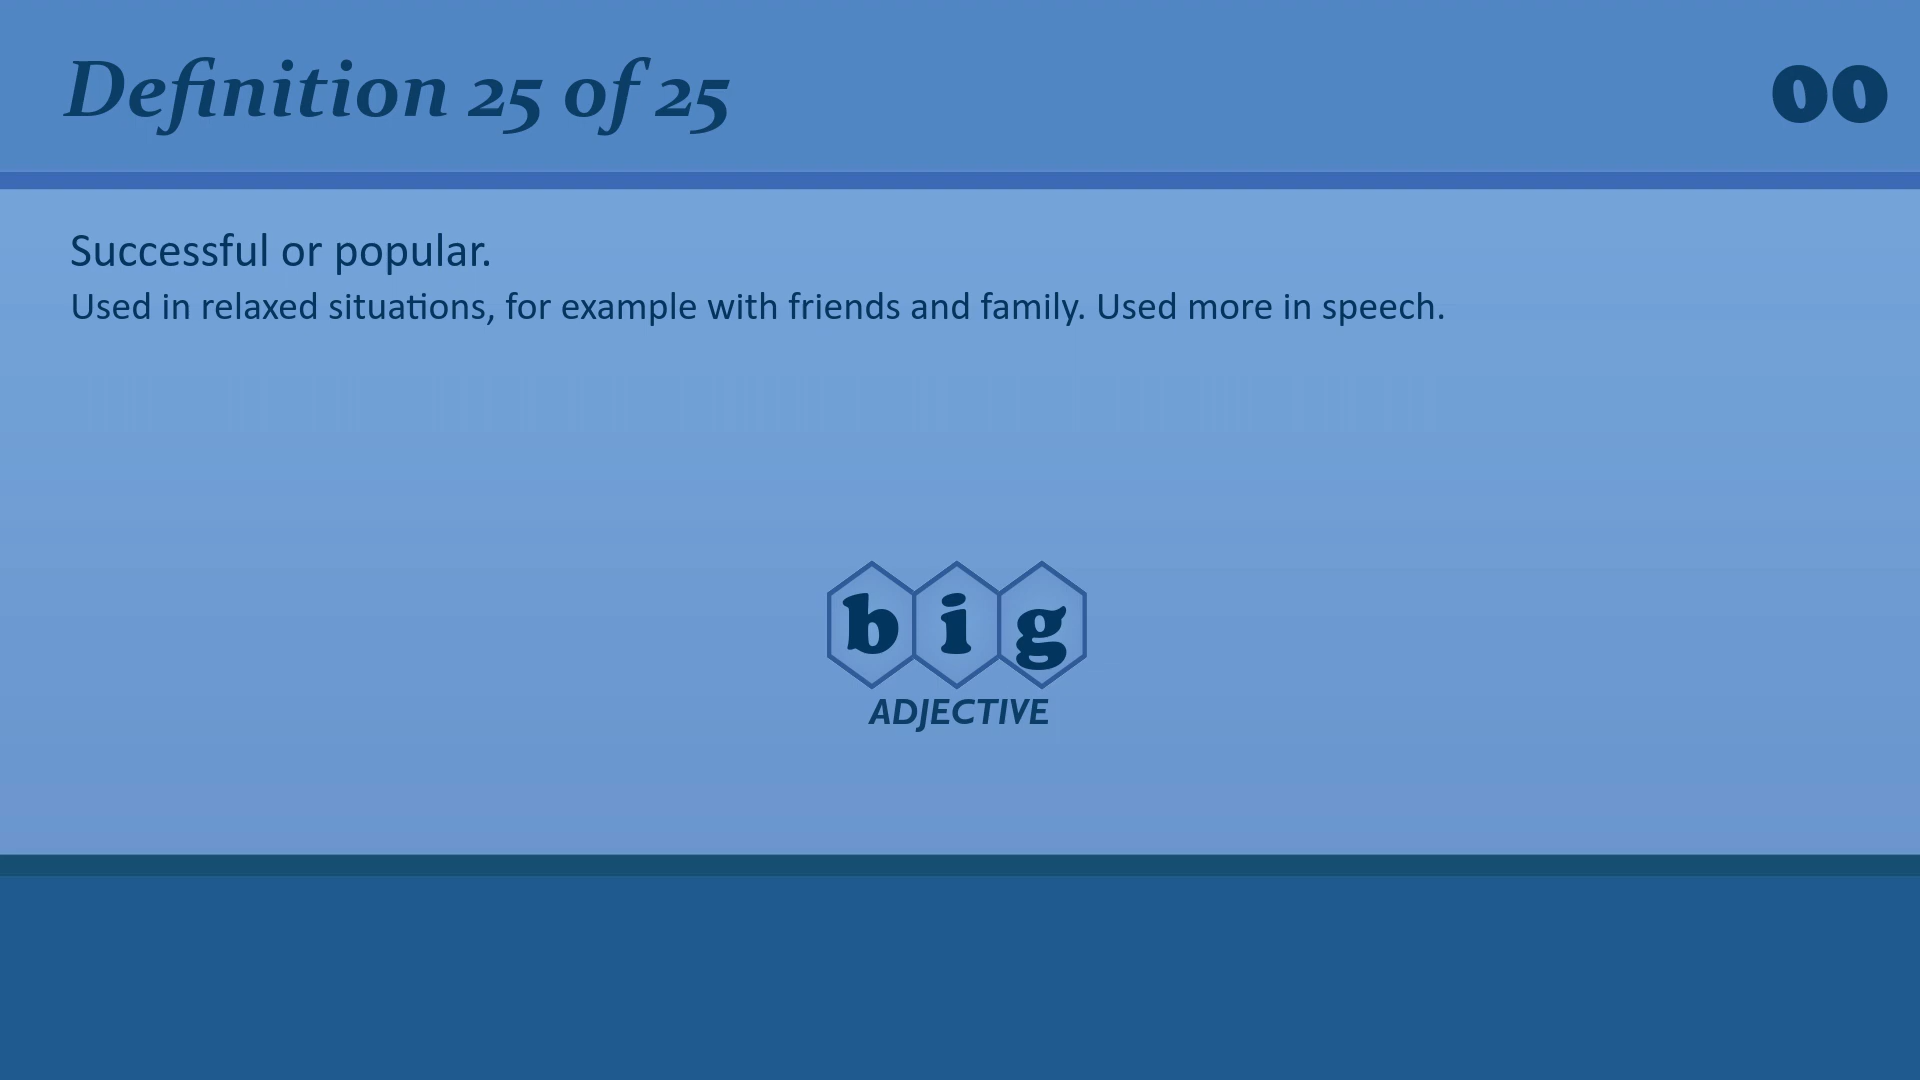 Definition 25 of 25
00
Successful or popular.
Used in relaxed situations, for example with friends and family. Used more in speech.
big
ADJECTIVE